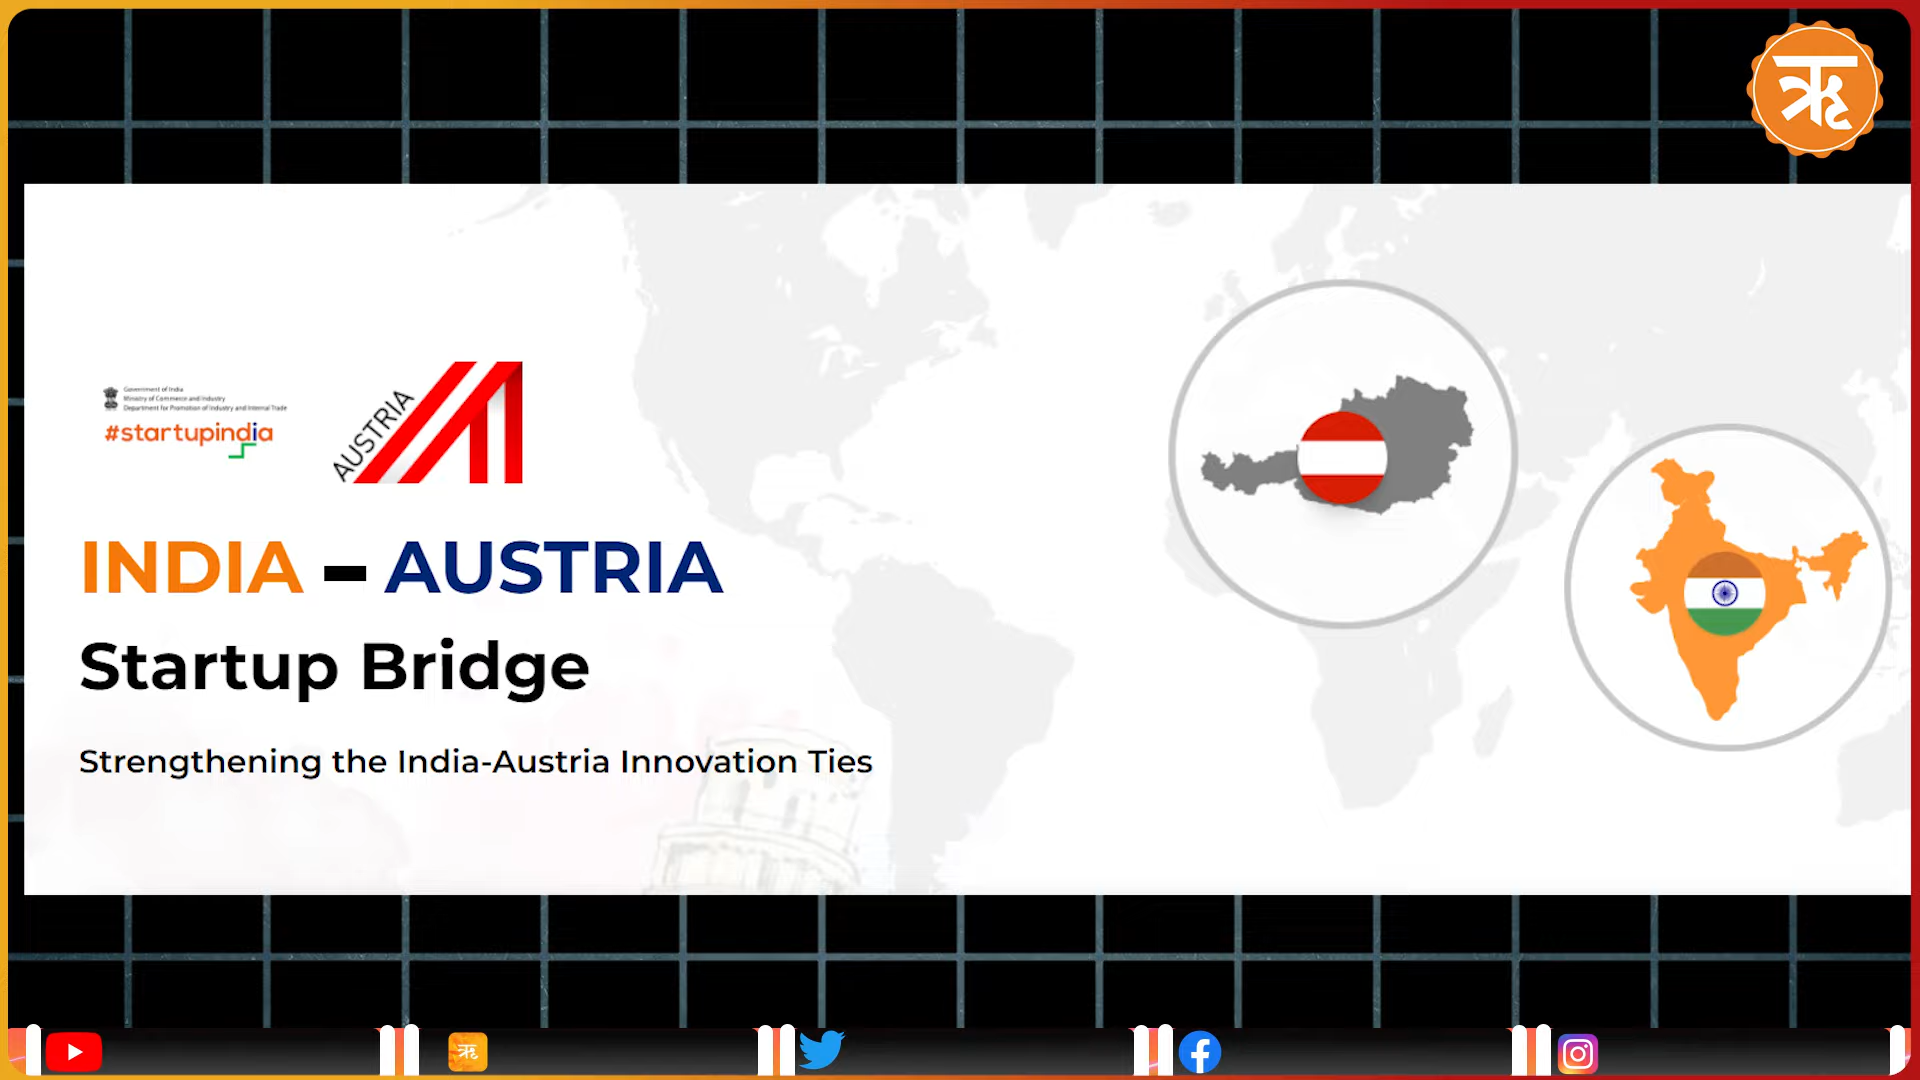 ऋ
Government of India
Ministry of Commerce and Industry
Department for Promotion of Industry and Internal Trade
#startupindia
AUSTRIA
INDIA - AUSTRIA
Startup Bridge
Strengthening the India-Austria Innovation Ties
ऋ